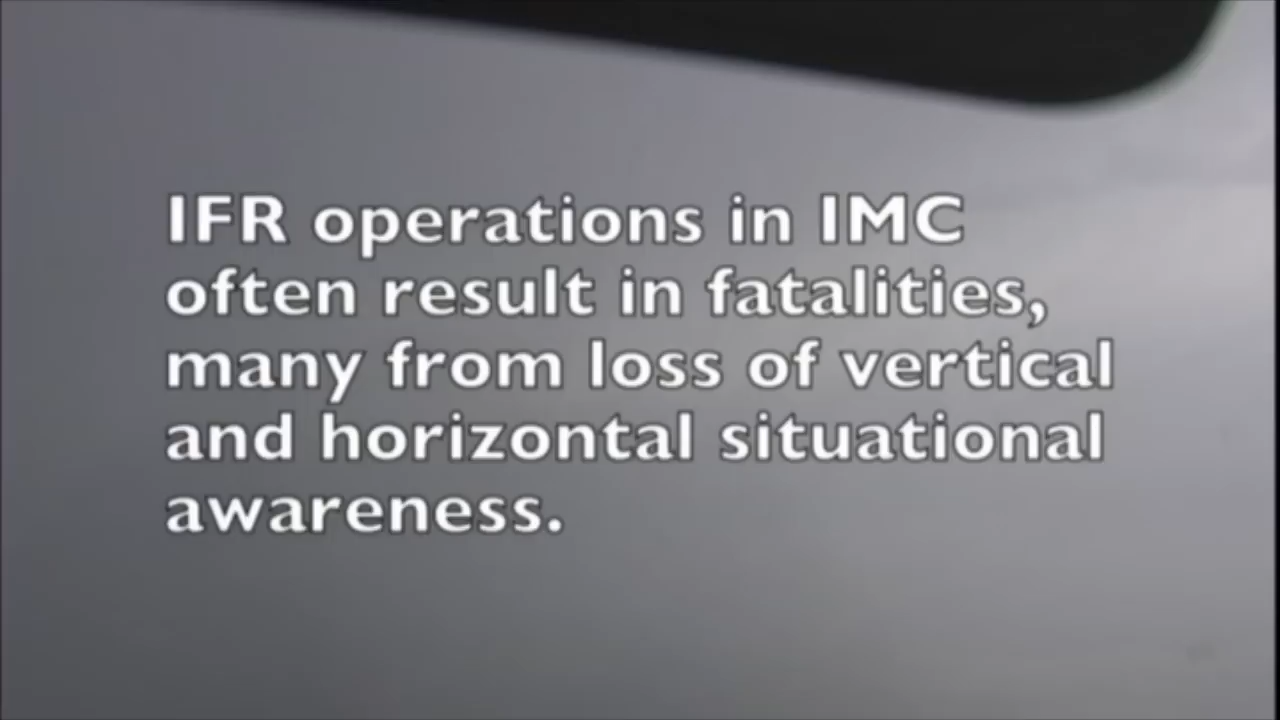 IFR operations in IMC
often result in fatalities,
many from loss of vertical
and horizontal situational
awareness.